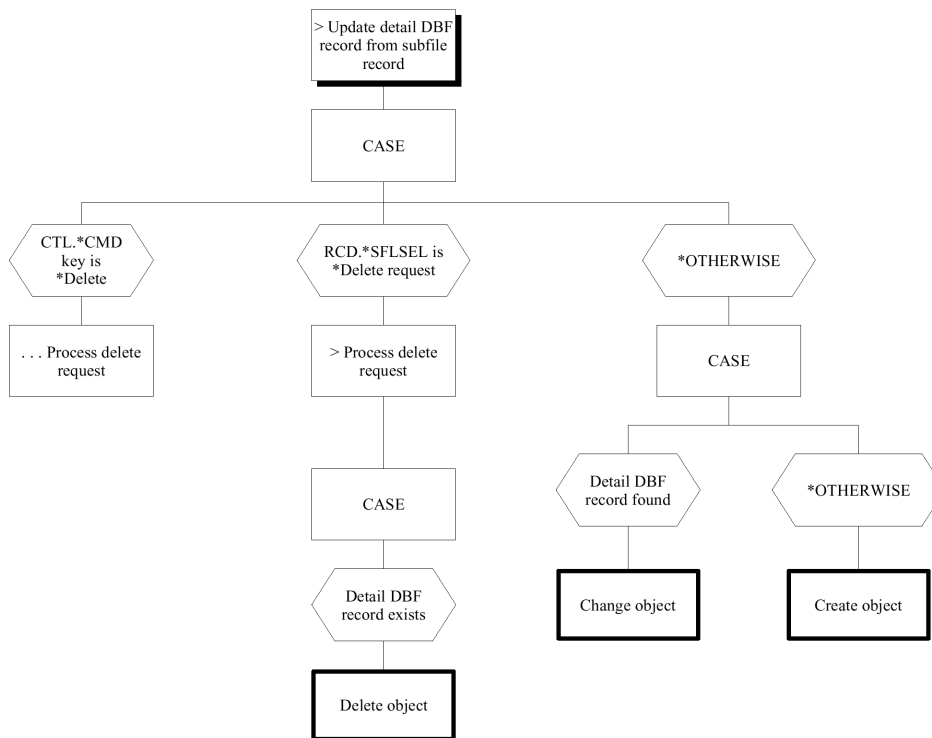 > Update detail DBF
record from subfile
record
CASE
CTL.*CMD
key is
*Delete
RCD.*SFLSEL is
*Delete request
*OTHERWISE
. . . Process delete
request
> Process delete
request
CASE
CASE
Detail DBF
record found
*OTHERWISE
Detail DBF
record exists
Change object
Create object
Delete object